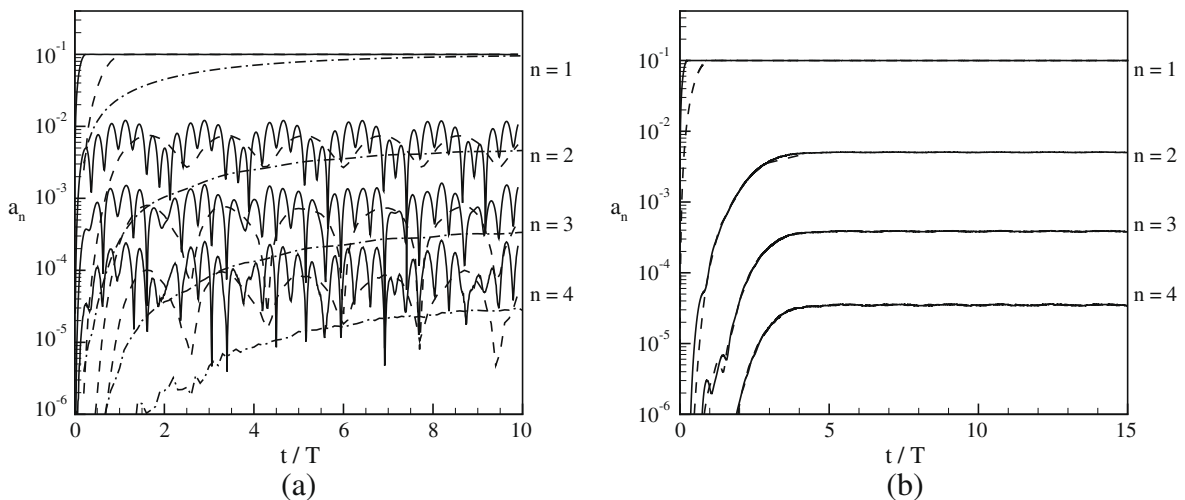 10⁻¹
10⁻²
10⁻³
10⁻⁴
10⁻⁵
10⁻⁶
aₙ
n = 1
n = 2
n = 3
n = 4
0 2 4 6 8 10
t / T
(a)
10⁻¹
10⁻²
10⁻³
10⁻⁴
10⁻⁵
10⁻⁶
aₙ
n = 1
n = 2
n = 3
n = 4
0 5 10 15
t / T
(b)